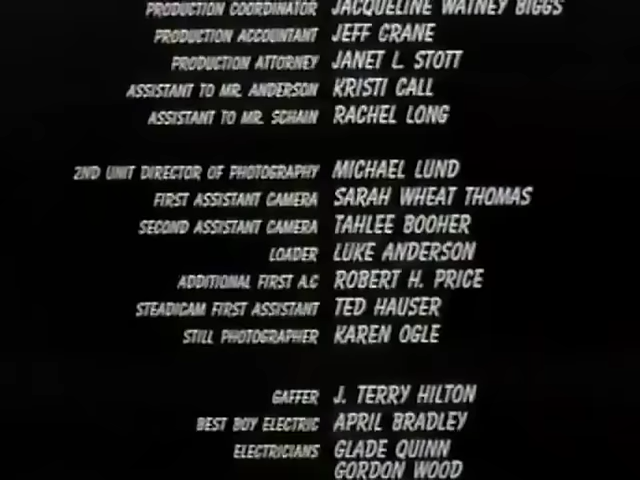 PRODUCTION COORDINATOR JACQUELINE WATNEY BIGGS
PRODUCTION ACCOUNTANT JEFF CRANE
PRODUCTION ATTORNEY JANET L. STOTT
ASSISTANT TO MR. ANDERSON KRISTI CALL
ASSISTANT TO MR. SCHAIN RACHEL LONG
2ND UNIT DIRECTOR OF PHOTOGRAPHY MICHAEL LUND
FIRST ASSISTANT CAMERA SARAH WHEAT THOMAS
SECOND ASSISTANT CAMERA TAHLEE BOOHER
LOADER LUKE ANDERSON
ADDITIONAL FIRST A.C ROBERT H. PRICE
STEADICAM FIRST ASSISTANT TED HAUSER
STILL PHOTOGRAPHER KAREN OGLE
GAFFER J. TERRY HILTON
BEST BOY ELECTRIC APRIL BRADLEY
ELECTRICIANS GLADE QUINN
GORDON WOOD